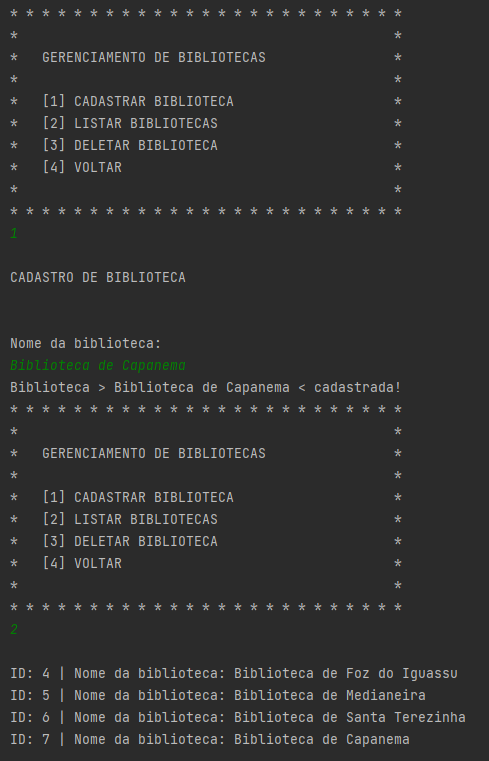 * * * * * * * * * * * * * * * * * * * * * * * * *
*                                               *
*   GERENCIAMENTO DE BIBLIOTECAS                *
*                                               *
*   [1] CADASTRAR BIBLIOTECA                    *
*   [2] LISTAR BIBLIOTECAS                      *
*   [3] DELETAR BIBLIOTECA                      *
*   [4] VOLTAR                                  *
*                                               *
* * * * * * * * * * * * * * * * * * * * * * * * *
1
CADASTRO DE BIBLIOTECA
Nome da biblioteca:
Biblioteca de Capanema
Biblioteca > Biblioteca de Capanema < cadastrada!
* * * * * * * * * * * * * * * * * * * * * * * * *
*                                               *
*   GERENCIAMENTO DE BIBLIOTECAS                *
*                                               *
*   [1] CADASTRAR BIBLIOTECA                    *
*   [2] LISTAR BIBLIOTECAS                      *
*   [3] DELETAR BIBLIOTECA                      *
*   [4] VOLTAR                                  *
*                                               *
* * * * * * * * * * * * * * * * * * * * * * * * *
2
ID: 4 | Nome da biblioteca: Biblioteca de Foz do Iguassu
ID: 5 | Nome da biblioteca: Biblioteca de Medianeira
ID: 6 | Nome da biblioteca: Biblioteca de Santa Terezinha
ID: 7 | Nome da biblioteca: Biblioteca de Capanema